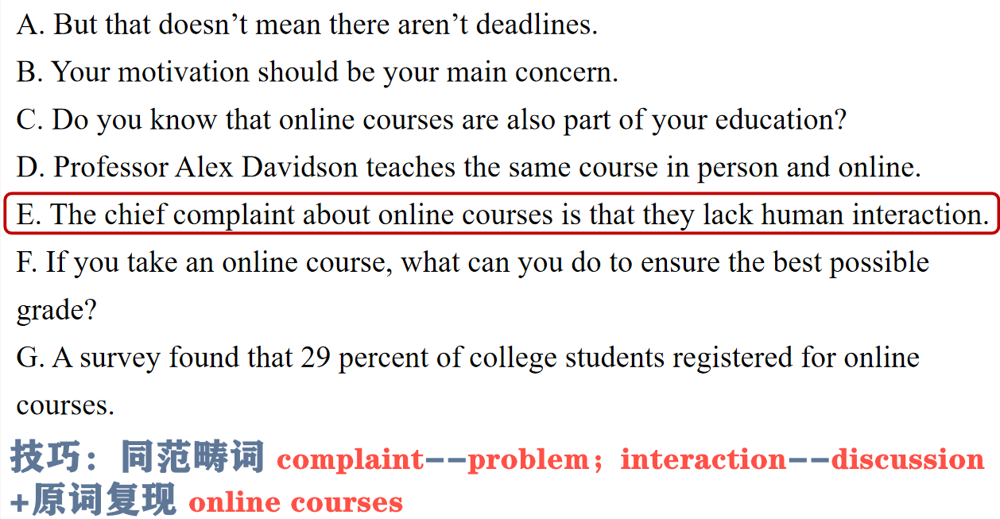 A. But that doesn’t mean there aren’t deadlines.
B. Your motivation should be your main concern.
C. Do you know that online courses are also part of your education?
D. Professor Alex Davidson teaches the same course in person and online.
E. The chief complaint about online courses is that they lack human interaction.
F. If you take an online course, what can you do to ensure the best possible
grade?
G. A survey found that 29 percent of college students registered for online
courses.
技巧：同范畴词 complaint——problem；interaction——discussion
+原词复现 online courses